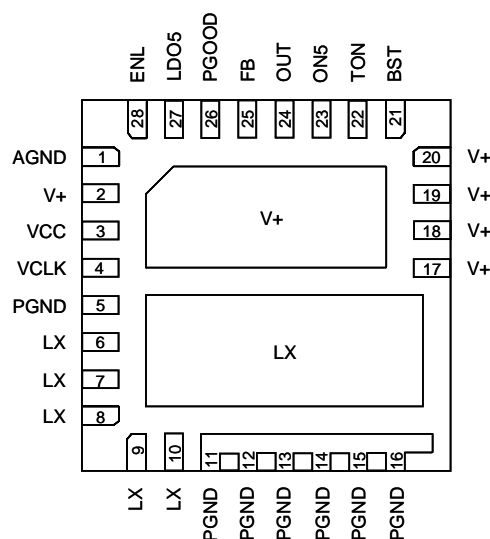 ENL LDO5 PGOOD FB OUT ON5 TON BST
28 27 26 25 24 23 22 21
AGND 1 20 V+
V+ 2 19 V+
VCC 3 18 V+
VCLK 4 17 V+
V+
PGND 5
LX 6
LX 7
LX 8
LX
9 10 11 12 13 14 15 16
LX LX PGND PGND PGND PGND PGND PGND